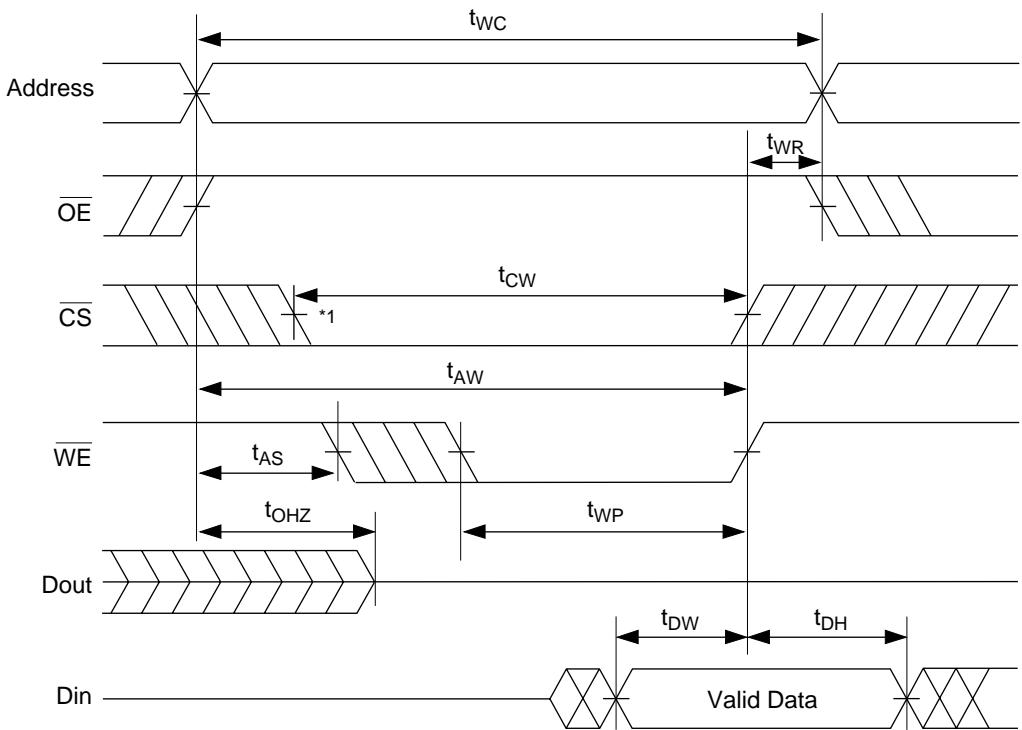 tWC
Address
tWR
OE
tCW
CS
*1
tAW
WE
tAS
tOHZ
tWP
Dout
tDW
tDH
Din
Valid Data